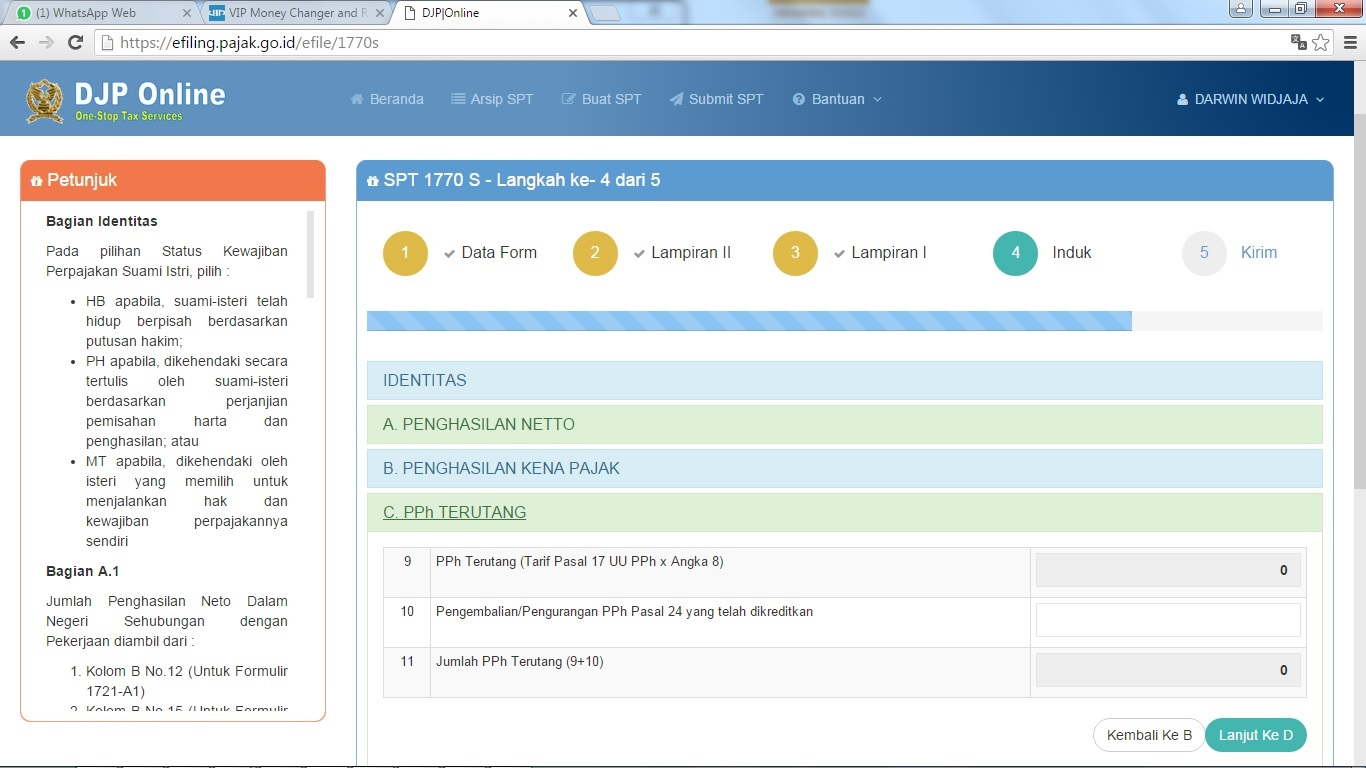 (1) WhatsApp Web
VIP Money Changer and R
DJP|Online
https://efiling.pajak.go.id/efile/1770s
DJP Online
One-Stop Tax Services
Beranda
Arsip SPT
Buat SPT
Submit SPT
Bantuan
DARWIN WIDJAJA
Petunjuk
Bagian Identitas
Pada pilihan Status Kewajiban
Perpajakan Suami Istri, pilih :
• HB apabila, suami-isteri telah
hidup berpisah berdasarkan
putusan hakim;
• PH apabila, dikehendaki secara
tertulis oleh suami-isteri
berdasarkan perjanjian
pemisahan harta dan
penghasilan; atau
• MT apabila, dikehendaki oleh
isteri yang memilih untuk
menjalankan hak dan
kewajiban perpajakannya
sendiri
Bagian A.1
Jumlah Penghasilan Neto Dalam
Negeri Sehubungan dengan
Pekerjaan diambil dari :
1. Kolom B No.12 (Untuk Formulir
1721-A1)
2. Kolom B No.15 (Untuk Formulir
SPT 1770 S - Langkah ke- 4 dari 5
1 Data Form
2 Lampiran II
3 Lampiran I
4 Induk
5 Kirim
IDENTITAS
A. PENGHASILAN NETTO
B. PENGHASILAN KENA PAJAK
C. PPh TERUTANG
9 PPh Terutang (Tarif Pasal 17 UU PPh x Angka 8) 0
10 Pengembalian/Pengurangan PPh Pasal 24 yang telah dikreditkan
11 Jumlah PPh Terutang (9+10) 0
Kembali Ke B
Lanjut Ke D